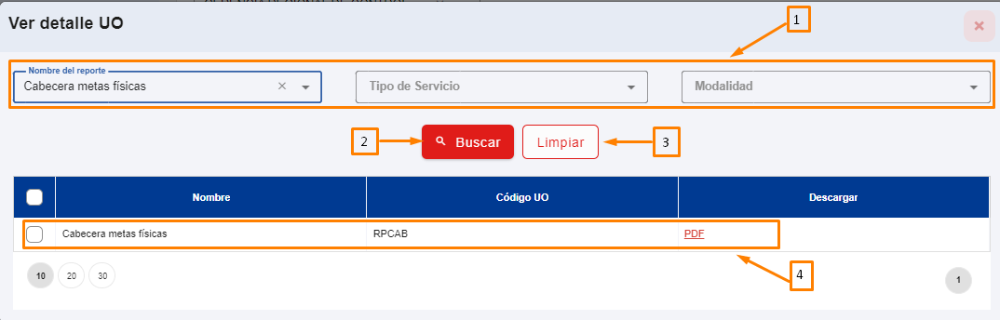 Ver detalle UO
1
Nombre del reporte
Cabecera metas físicas
Tipo de Servicio
Modalidad
2
Buscar
Limpiar
3
Nombre Código UO Descargar
Cabecera metas físicas RPCAB PDF
4
10 20 30
1